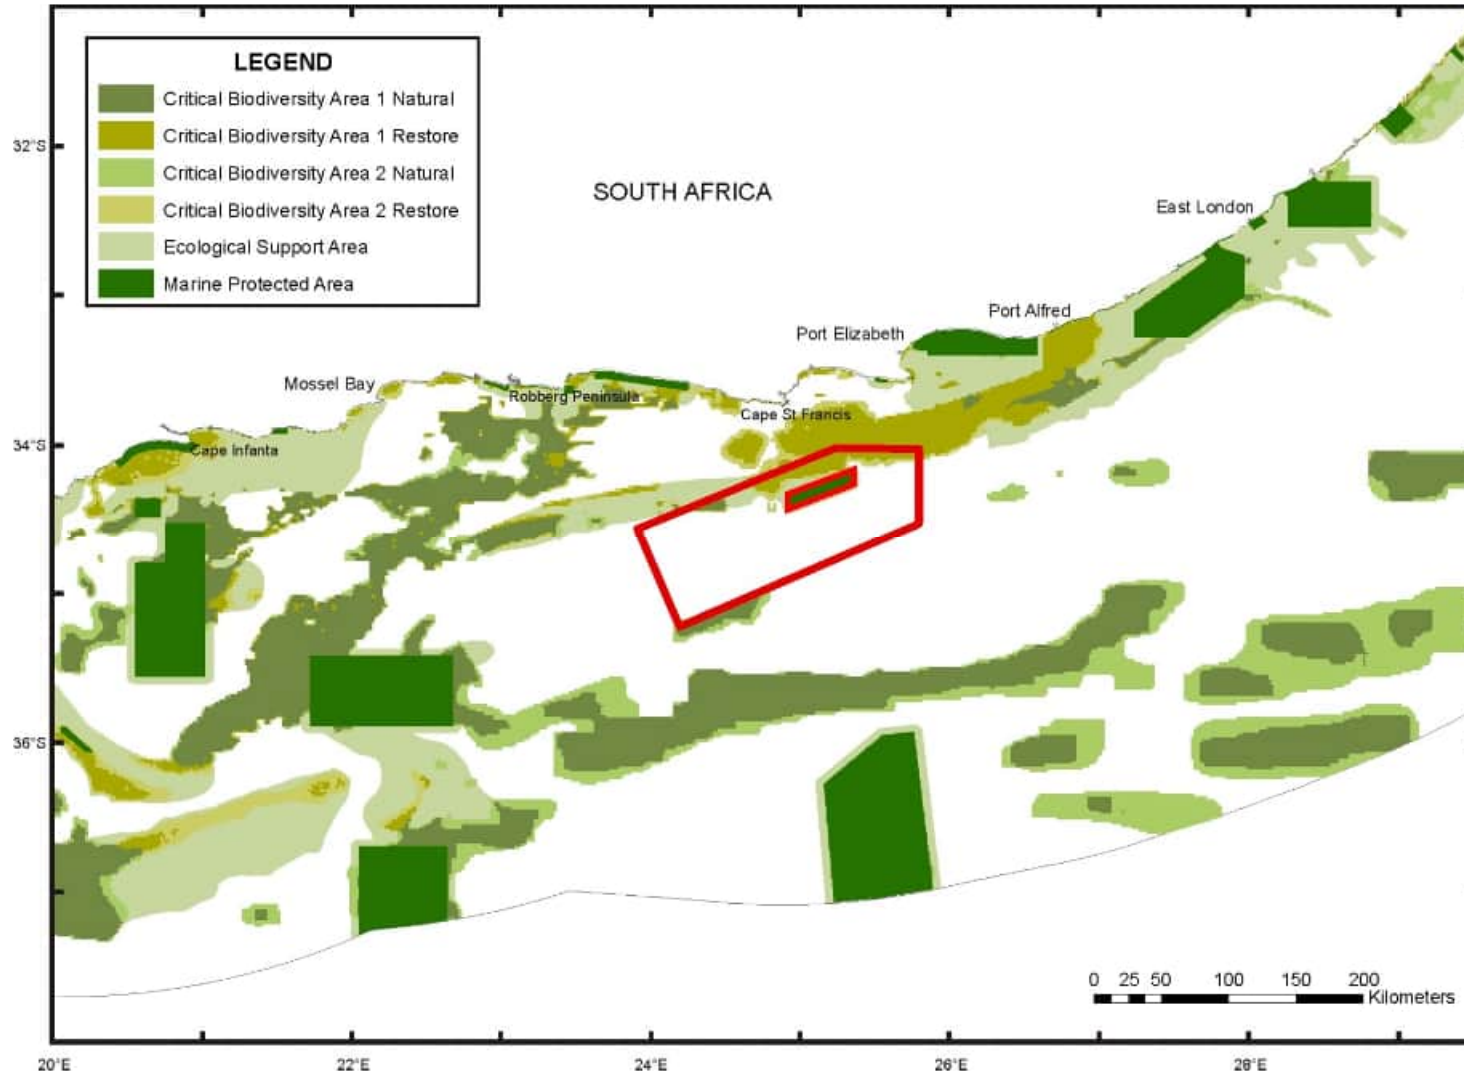 LEGEND
Critical Biodiversity Area 1 Natural
Critical Biodiversity Area 1 Restore
Critical Biodiversity Area 2 Natural
Critical Biodiversity Area 2 Restore
Ecological Support Area
Marine Protected Area
32°S
SOUTH AFRICA
East London
Port Alfred
Port Elizabeth
Mossel Bay
Robberg Peninsula
Cape St Francis
34°S
Cape Infanta
36°S
0 25 50 100 150 200
Kilometers
20°E 22°E 24°E 26°E 28°E